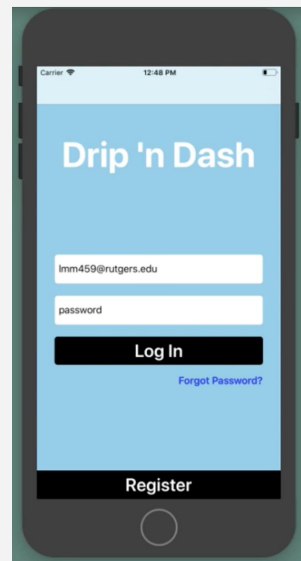 Carrier 12:48 PM
Drip 'n Dash
lmm459@rutgers.edu
password
Log In
Forgot Password?
Register